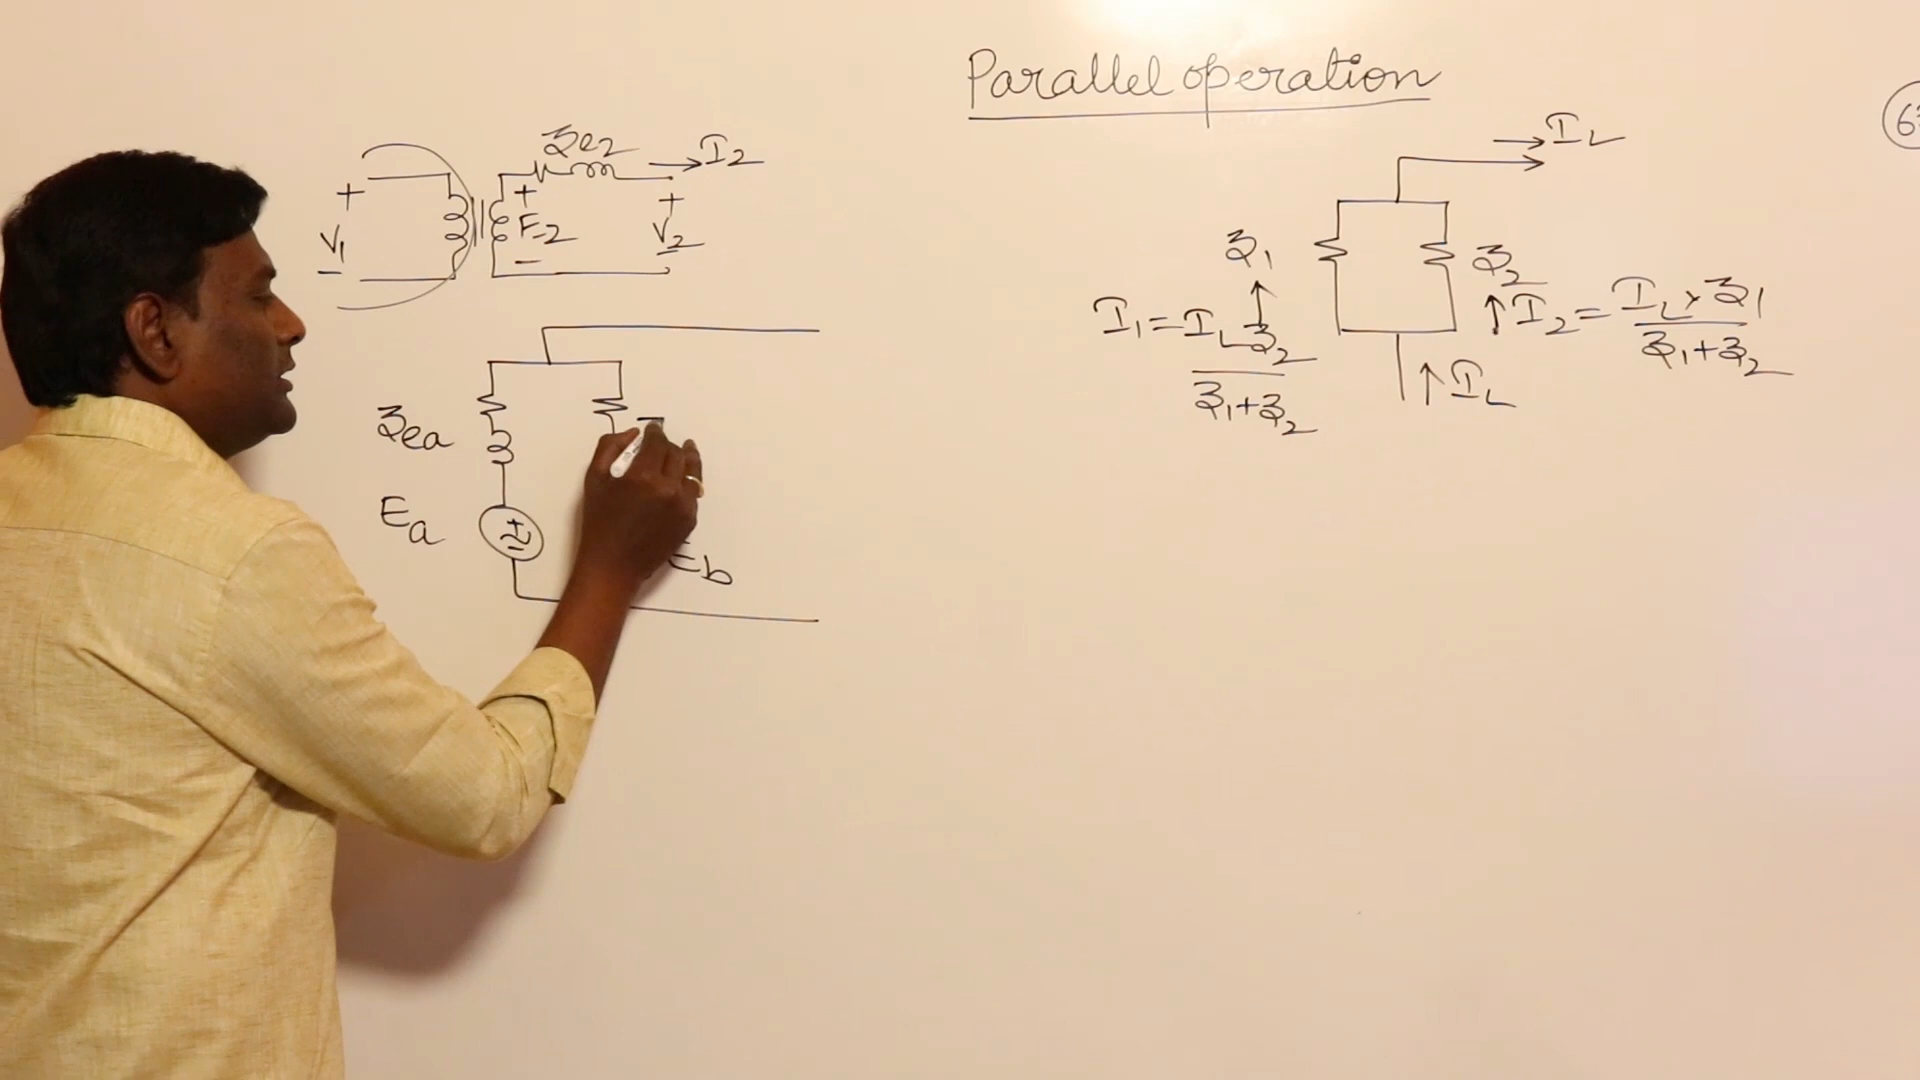 Parallel operation
Ze2 → I2
+ V1 -
+ E2 -
+ V2 -
Zea
Ea
Eb
→ IL
Z1
Z2
I1 = IL Z2 / Z1+Z2
↑ I2 = IL × Z1 / Z1+Z2
↑ IL